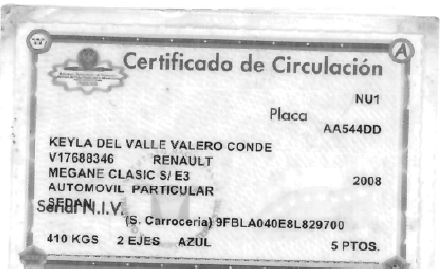 Certificado de Circulación
NU1
Placa
AA544DD
KEYLA DEL VALLE VALERO CONDE
V17688346 RENAULT
MEGANE CLASIC S/ E3
2008
AUTOMOVIL PARTICULAR
SEDAN
Serial N.I.V.
(S. Carroceria) 9FBLA040E8L829700
410 KGS 2 EJES AZUL 5 PTOS.